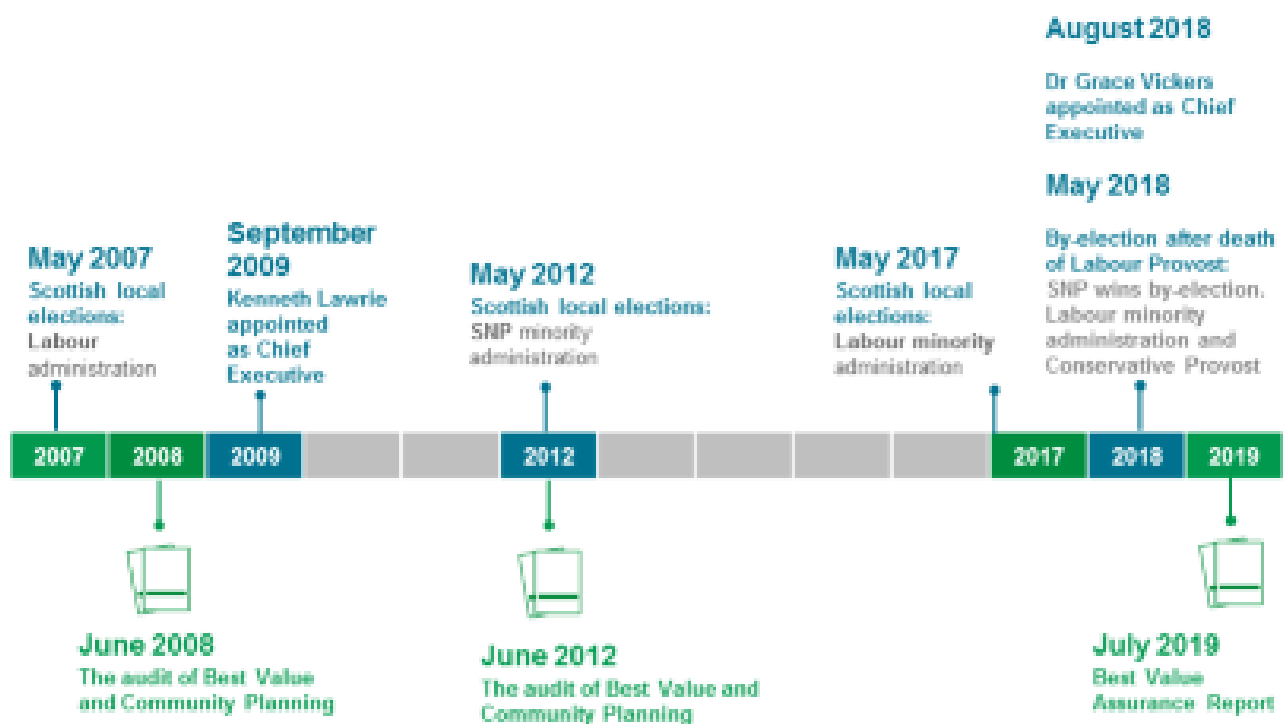 August 2018
Dr Grace Vickers
appointed as Chief
Executive
May 2018
By-election after death
of Labour Provost:
SNP wins by-election.
Labour minority
administration and
Conservative Provost
May 2007
Scottish local
elections:
Labour
administration
September
2009
Kenneth Lawrie
appointed
as Chief
Executive
May 2012
Scottish local elections:
SNP minority
administration
May 2017
Scottish local
elections:
Labour minority
administration
2007 2008 2009 2012 2017 2018 2019
June 2008
The audit of Best Value
and Community Planning
June 2012
The audit of Best Value and
Community Planning
July 2019
Best Value
Assurance Report